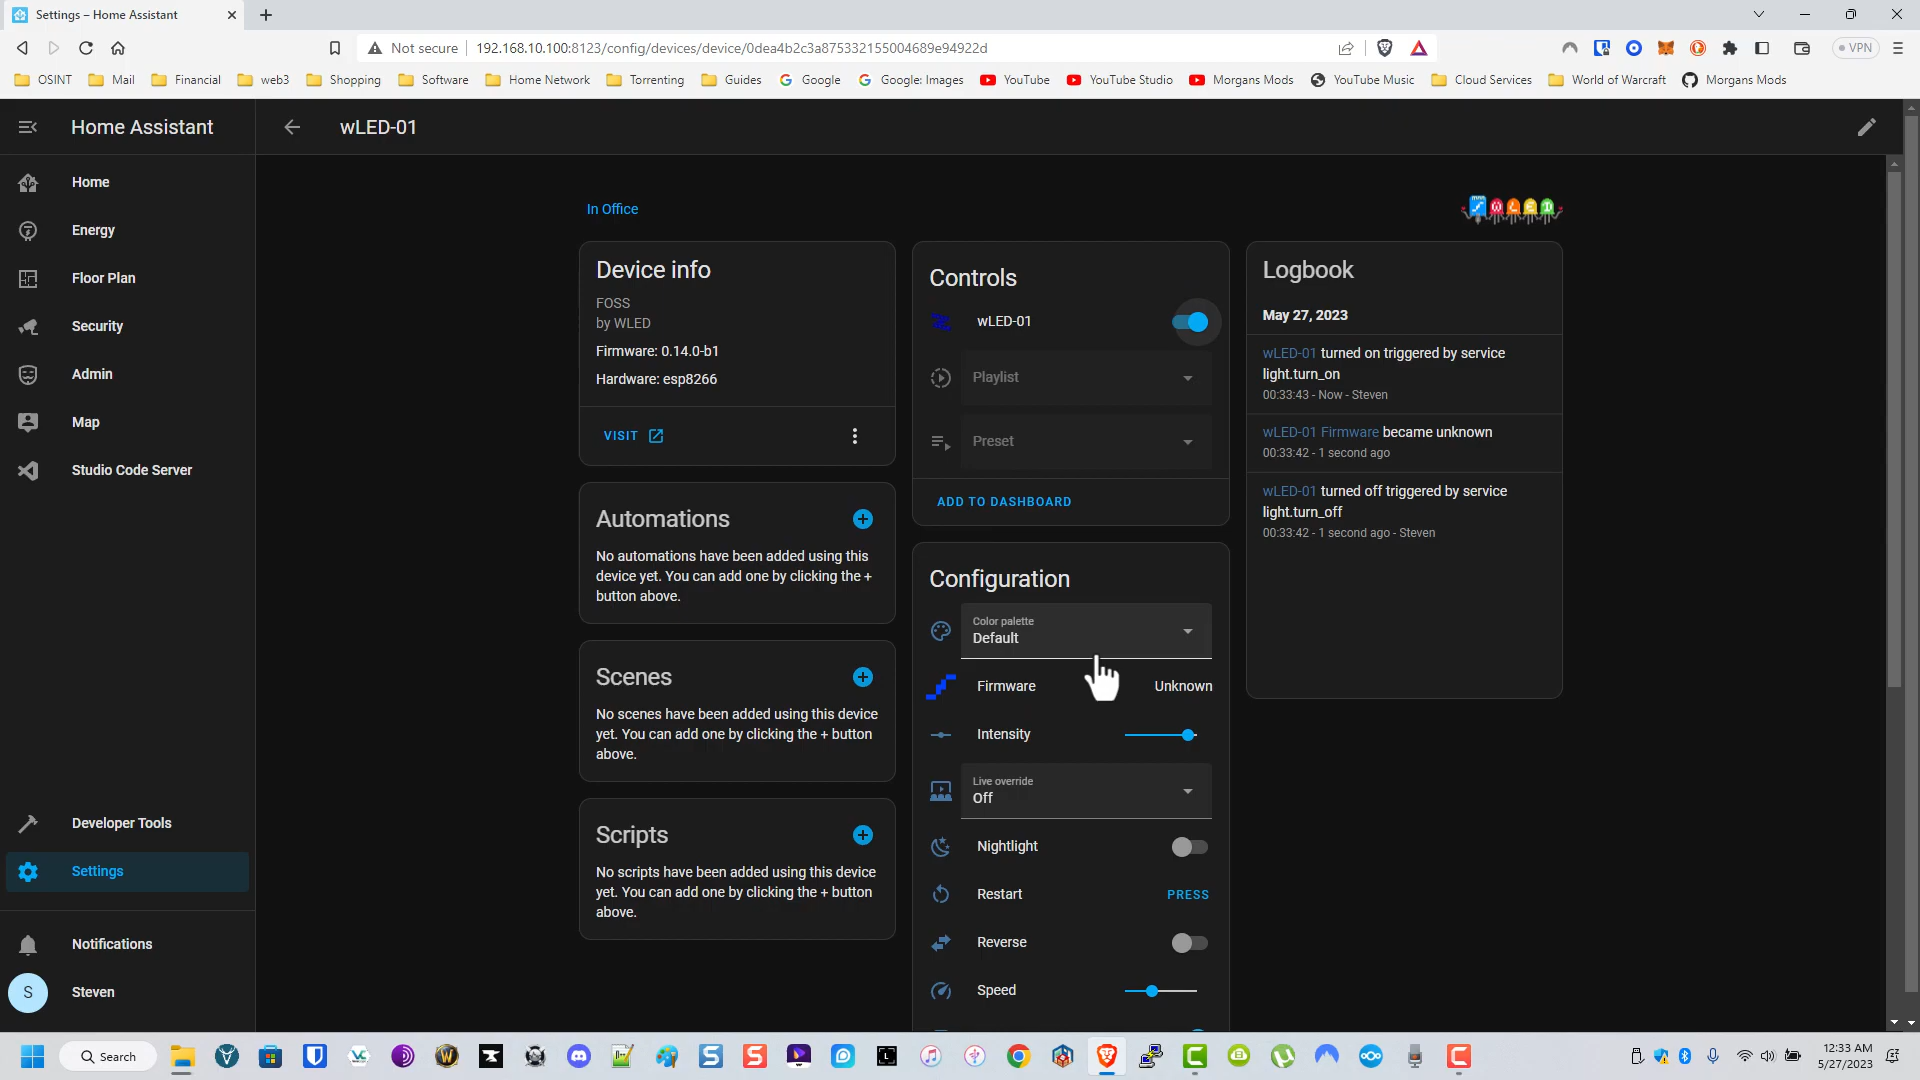 Settings – Home Assistant
Not secure
192.168.10.100:8123/config/devices/device/0dea4b2c3a875332155004689e94922d
VPN
OSINT
Mail
Financial
web3
Shopping
Software
Home Network
Torrenting
Guides
Google
Google: Images
YouTube
YouTube Studio
Morgans Mods
YouTube Music
Cloud Services
World of Warcraft
Morgans Mods
Home Assistant
wLED-01
Home
Energy
Floor Plan
Security
Admin
Map
Studio Code Server
Developer Tools
Settings
Notifications
S
Steven
In Office
WLED
Device info
FOSS
by WLED
Firmware: 0.14.0-b1
Hardware: esp8266
VISIT
Automations
No automations have been added using this
device yet. You can add one by clicking the +
button above.
Scenes
No scenes have been added using this device
yet. You can add one by clicking the + button
above.
Scripts
No scripts have been added using this device
yet. You can add one by clicking the + button
above.
Controls
wLED-01
Playlist
Preset
ADD TO DASHBOARD
Configuration
Color palette
Default
Firmware
Unknown
Intensity
Live override
Off
Nightlight
Restart
PRESS
Reverse
Speed
Logbook
May 27, 2023
wLED-01 turned on triggered by service
light.turn_on
00:33:43 - Now - Steven
wLED-01 Firmware became unknown
00:33:42 - 1 second ago
wLED-01 turned off triggered by service
light.turn_off
00:33:42 - 1 second ago - Steven
Search
12:33 AM
5/27/2023